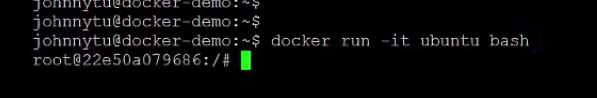 johnnytu@docker-demo:~$
johnnytu@docker-demo:~$
johnnytu@docker-demo:~$ docker run -it ubuntu bash
root@22e50a079686:/#